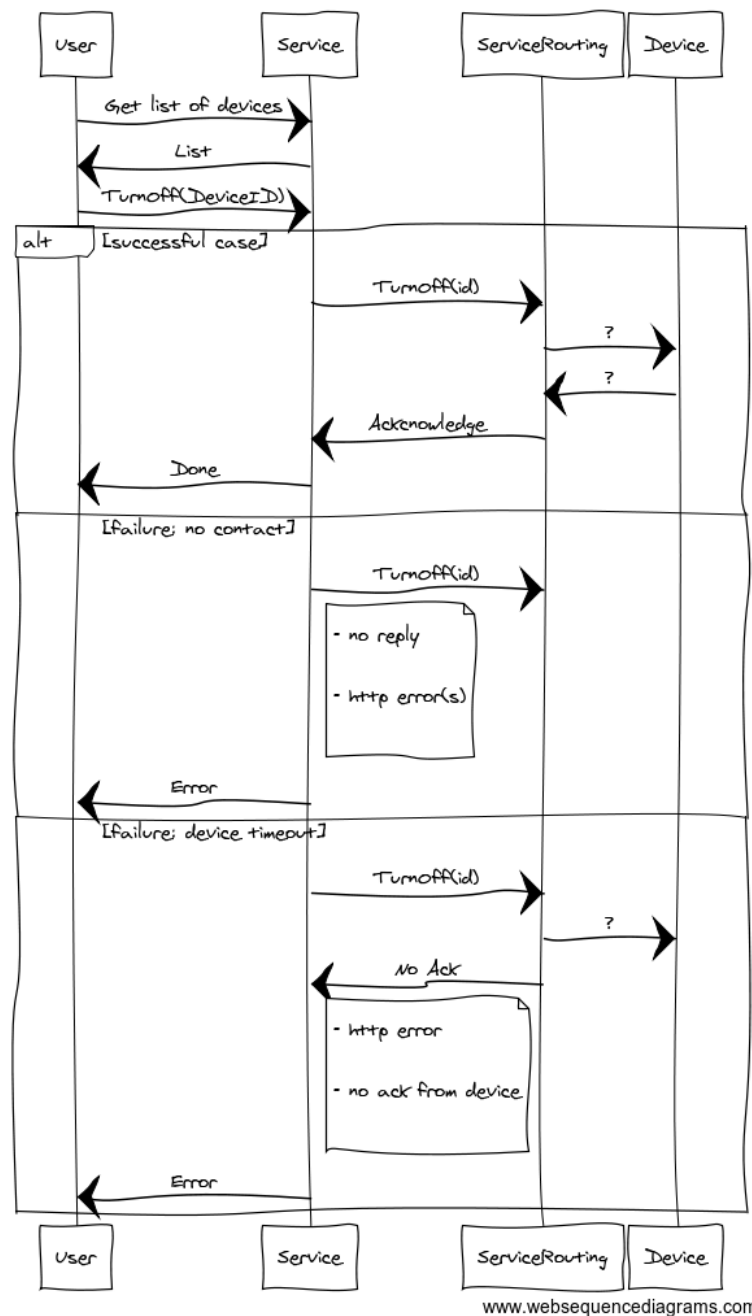 User
Service
ServiceRouting
Device
Get list of devices
List
Turnoff(DeviceID)
alt
[successful case]
Turnoff(id)
?
?
Ackcnowledge
Done
[failure; no contact]
Turnoff(id)
- no reply
- http error(s)
Error
[failure; device timeout]
Turnoff(id)
?
No Ack
- http error
- no ack from device
Error
User
Service
ServiceRouting
Device
www.websequencediagrams.com